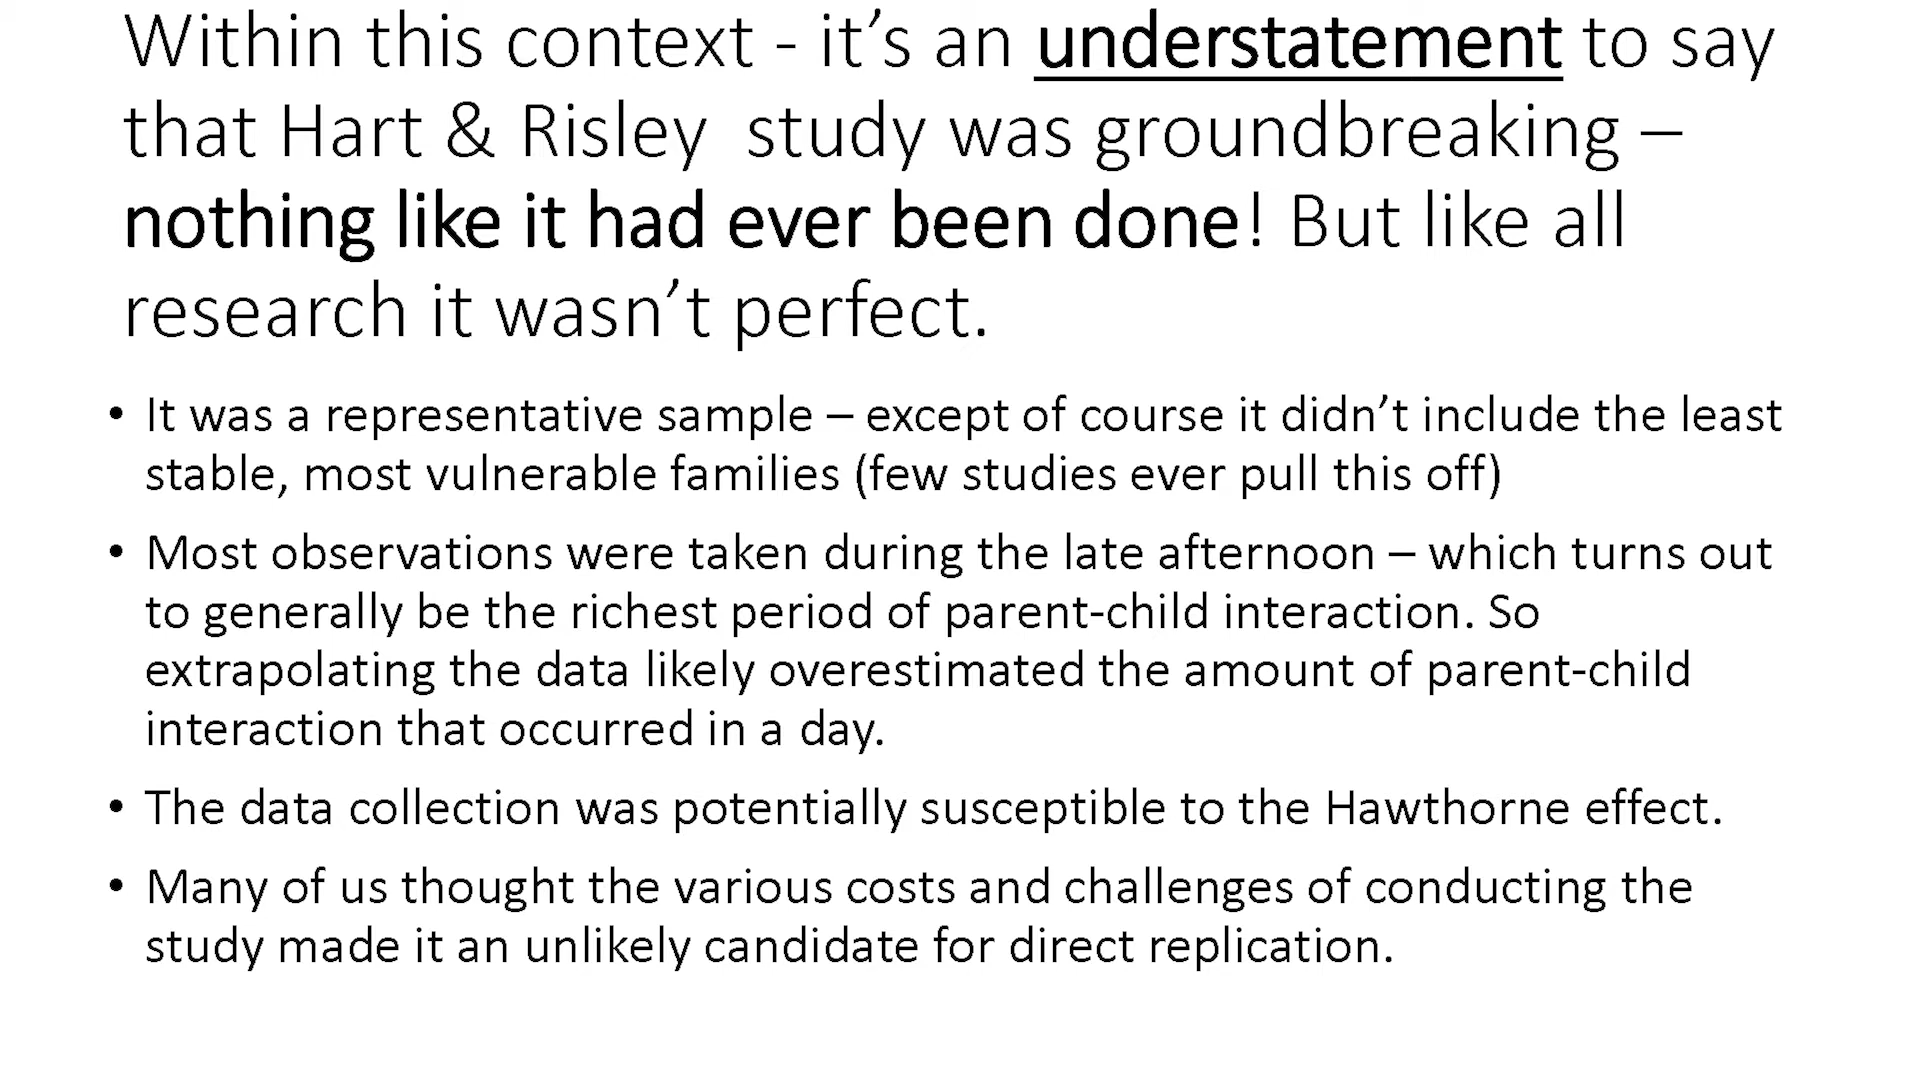 Within this context - it’s an understatement to say
that Hart & Risley  study was groundbreaking –
nothing like it had ever been done! But like all
research it wasn’t perfect.
• It was a representative sample – except of course it didn’t include the least
stable, most vulnerable families (few studies ever pull this off)
• Most observations were taken during the late afternoon – which turns out
to generally be the richest period of parent-child interaction. So
extrapolating the data likely overestimated the amount of parent-child
interaction that occurred in a day.
• The data collection was potentially susceptible to the Hawthorne effect.
• Many of us thought the various costs and challenges of conducting the
study made it an unlikely candidate for direct replication.